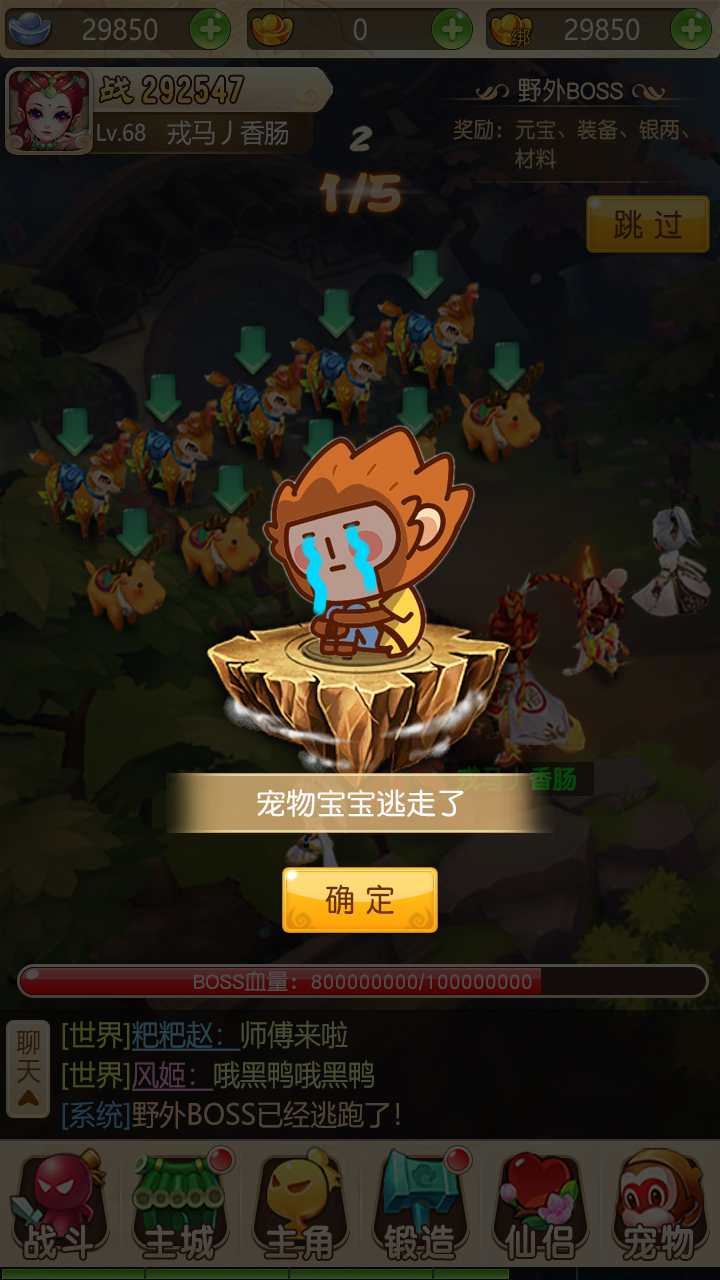 29850
0
绑
29850
战 292547
Lv.68 戎马丿香肠
2
1/5
野外BOSS
奖励：元宝、装备、银两、
材料
跳过
戎马丿香肠
宠物宝宝逃走了
确定
BOSS血量：800000000/100000000
聊天
[世界]粑粑赵：师傅来啦
[世界]风姬：哦黑鸭哦黑鸭
[系统]野外BOSS已经逃跑了！
战斗
主城
主角
锻造
仙侣
宠物